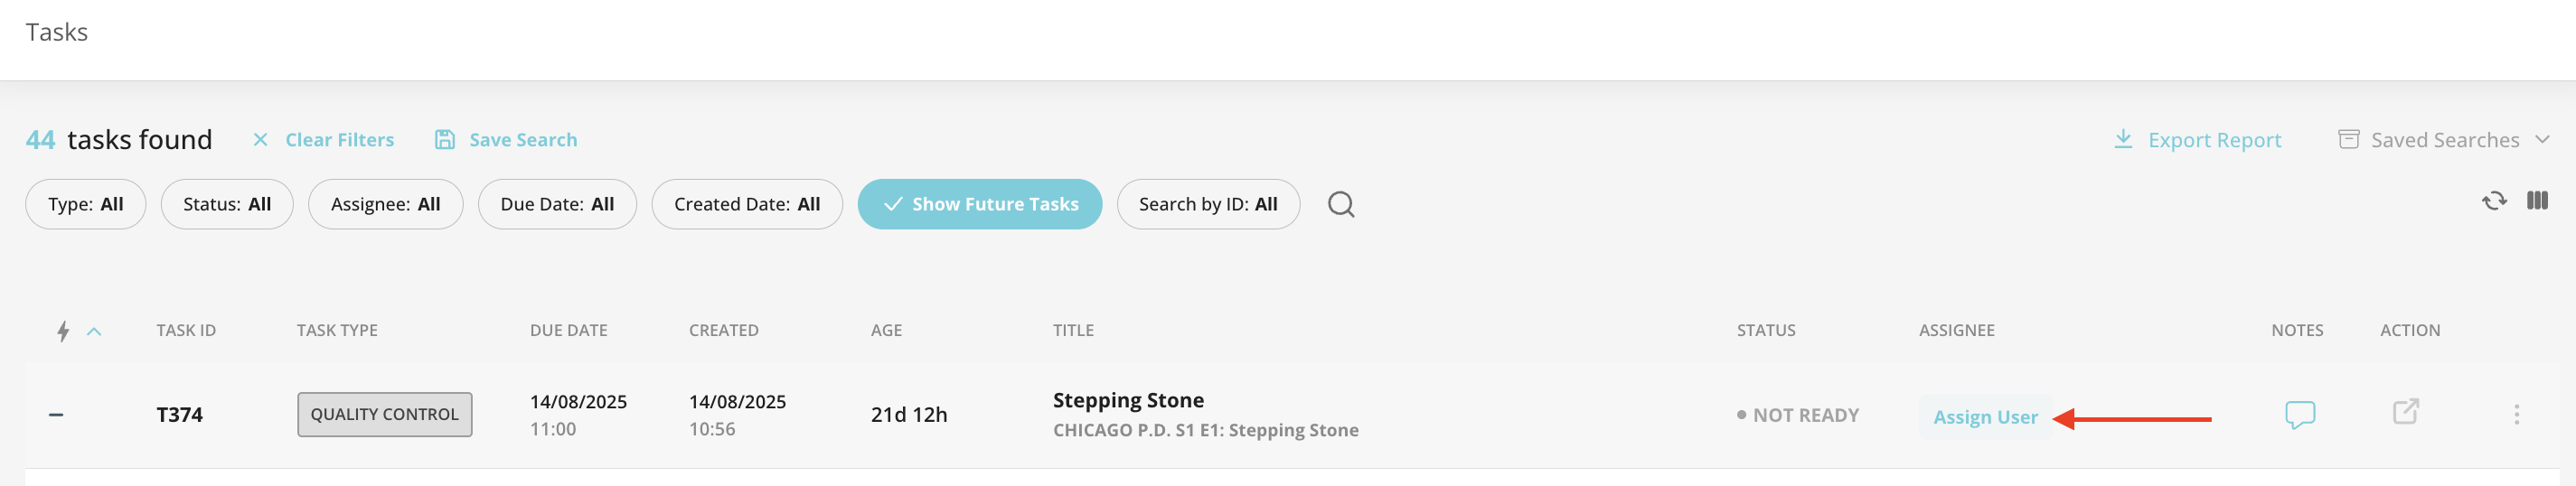 Tasks
44 tasks found
Clear Filters
Save Search
Export Report
Saved Searches
Type: All
Status: All
Assignee: All
Due Date: All
Created Date: All
Show Future Tasks
Search by ID: All
TASK ID
TASK TYPE
DUE DATE
CREATED
AGE
TITLE
STATUS
ASSIGNEE
NOTES
ACTION
T374
QUALITY CONTROL
14/08/2025
11:00
14/08/2025
10:56
21d 12h
Stepping Stone
CHICAGO P.D. S1 E1: Stepping Stone
NOT READY
Assign User